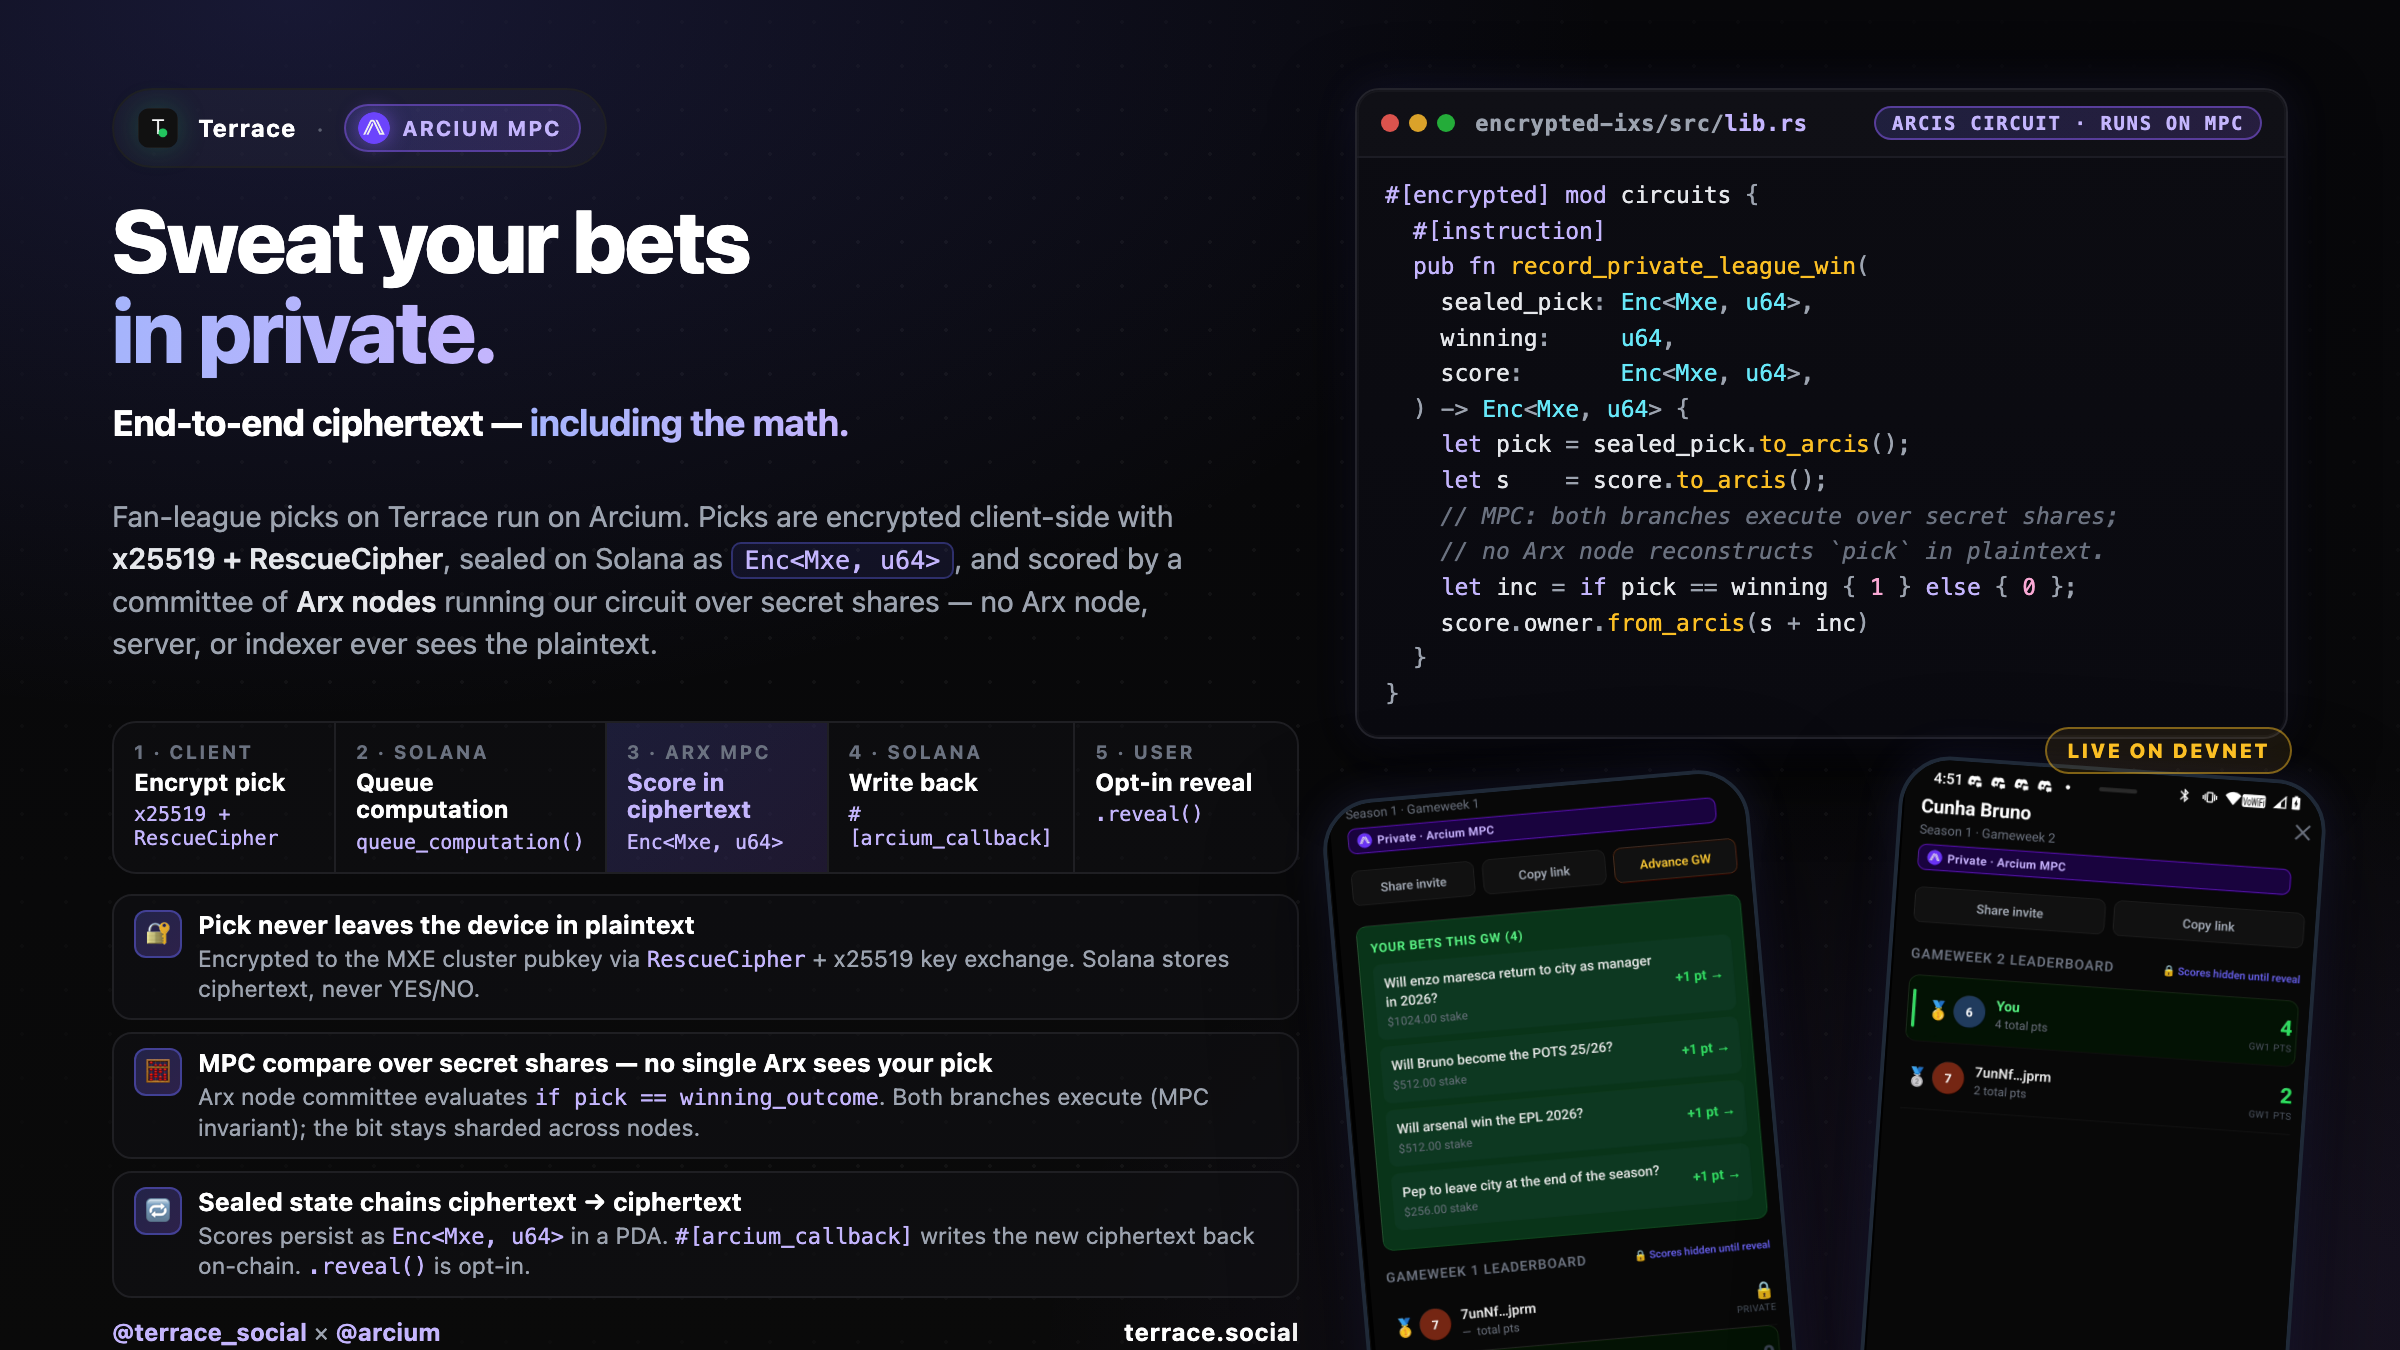 Terrace · ARCIUM MPC
Sweat your bets
in private.
End-to-end ciphertext — including the math.
Fan-league picks on Terrace run on Arcium. Picks are encrypted client-side with
x25519 + RescueCipher, sealed on Solana as Enc<Mxe, u64>, and scored by a
committee of Arx nodes running our circuit over secret shares — no Arx node,
server, or indexer ever sees the plaintext.
1 · CLIENT
Encrypt pick
x25519 +
RescueCipher
2 · SOLANA
Queue
computation
queue_computation()
3 · ARX MPC
Score in
ciphertext
Enc<Mxe, u64>
4 · SOLANA
Write back
#
[arcium_callback]
5 · USER
Opt-in reveal
.reveal()
Pick never leaves the device in plaintext
Encrypted to the MXE cluster pubkey via RescueCipher + x25519 key exchange. Solana stores
ciphertext, never YES/NO.
MPC compare over secret shares — no single Arx sees your pick
Arx node committee evaluates if pick == winning_outcome. Both branches execute (MPC
invariant); the bit stays sharded across nodes.
Sealed state chains ciphertext → ciphertext
Scores persist as Enc<Mxe, u64> in a PDA. #[arcium_callback] writes the new ciphertext back
on-chain. .reveal() is opt-in.
@terrace_social × @arcium
terrace.social
encrypted-ixs/src/lib.rs
ARCIS CIRCUIT · RUNS ON MPC
#[encrypted] mod circuits {
#[instruction]
pub fn record_private_league_win(
sealed_pick: Enc<Mxe, u64>,
winning: u64,
score: Enc<Mxe, u64>,
) -> Enc<Mxe, u64> {
let pick = sealed_pick.to_arcis();
let s = score.to_arcis();
// MPC: both branches execute over secret shares;
// no Arx node reconstructs `pick` in plaintext.
let inc = if pick == winning { 1 } else { 0 };
score.owner.from_arcis(s + inc)
}
}
LIVE ON DEVNET
Season 1 · Gameweek 1
Private · Arcium MPC
Share invite
Copy link
Advance GW
YOUR BETS THIS GW (4)
Will enzo maresca return to city as manager
in 2026?
+1 pt →
$1024.00 stake
Will Bruno become the POTS 25/26?
+1 pt →
$512.00 stake
Will arsenal win the EPL 2026?
+1 pt →
$512.00 stake
Pep to leave city at the end of the season?
+1 pt →
$256.00 stake
GAMEWEEK 1 LEADERBOARD
Scores hidden until reveal
7
7unNf…jprm
— total pts
PRIVATE
4:51
VoWiFi
Cunha Bruno
Season 1 · Gameweek 2
Private · Arcium MPC
Share invite
Copy link
GAMEWEEK 2 LEADERBOARD
Scores hidden until reveal
6
You
4 total pts
4
GW1 PTS
7
7unNf…jprm
2 total pts
2
GW1 PTS